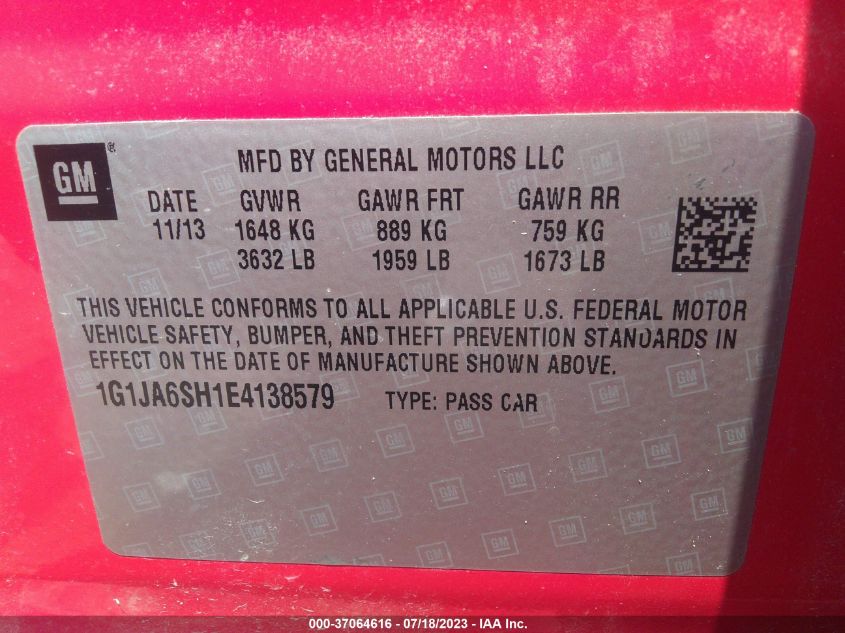 GM®
MFD BY GENERAL MOTORS LLC
DATE GVWR GAWR FRT GAWR RR
11/13 1648 KG 889 KG 759 KG
3632 LB 1959 LB 1673 LB
THIS VEHICLE CONFORMS TO ALL APPLICABLE U.S. FEDERAL MOTOR
VEHICLE SAFETY, BUMPER, AND THEFT PREVENTION STANDARDS IN
EFFECT ON THE DATE OF MANUFACTURE SHOWN ABOVE.
1G1JA6SH1E4138579 TYPE: PASS CAR
000-37064616 - 07/18/2023 - IAA Inc.